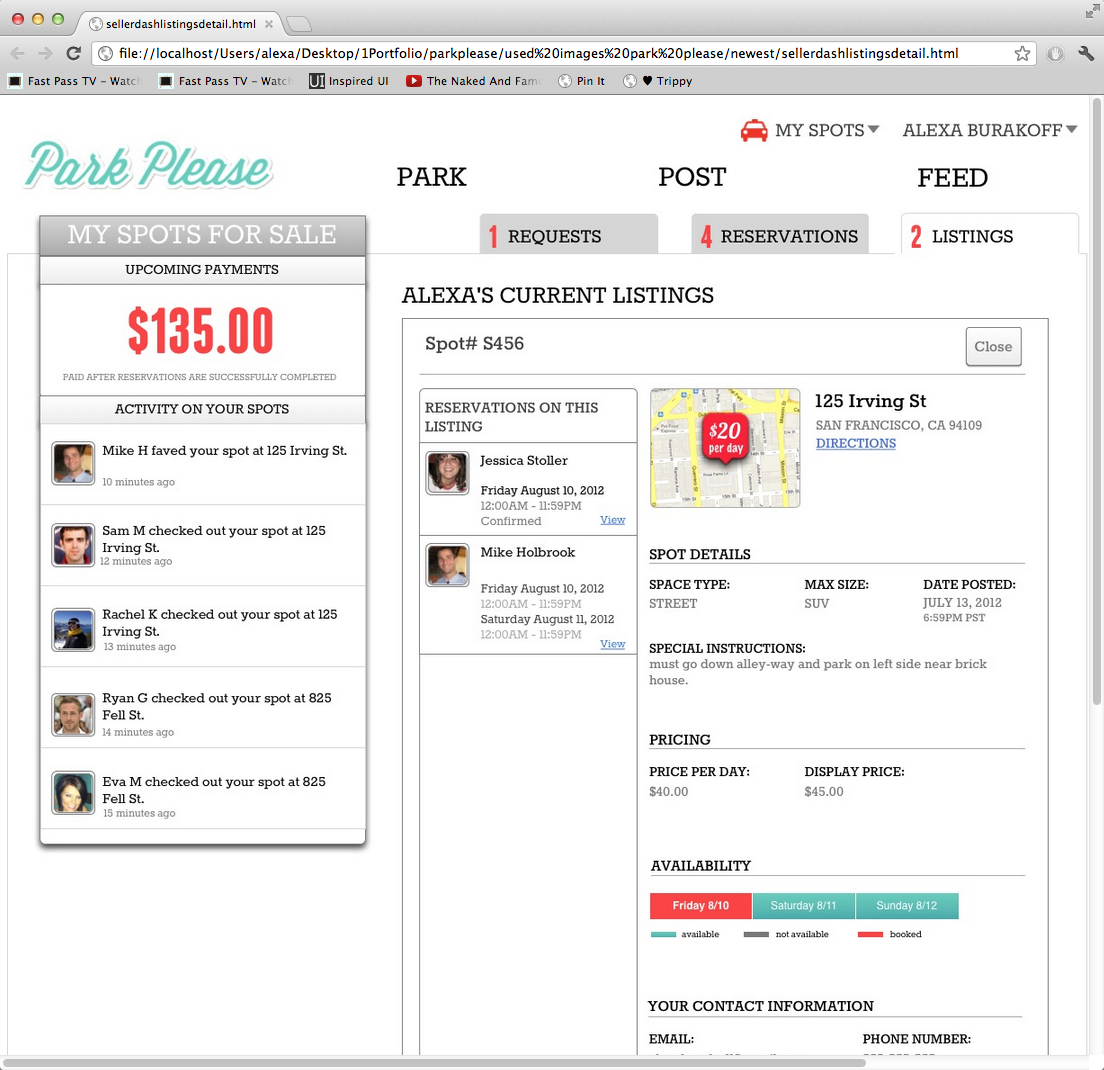 sellerdashlistingsdetail.html
file://localhost/Users/alexa/Desktop/1Portfolio/parkplease/used%20images%20park%20please/newest/sellerdashlistingsdetail.html
Fast Pass TV – Watch
Fast Pass TV – Watch
UI Inspired UI
The Naked And Fam
Pin It
♥ Trippy
MY SPOTS
ALEXA BURAKOFF
Park Please
PARK
POST
FEED
1 REQUESTS
4 RESERVATIONS
2 LISTINGS
MY SPOTS FOR SALE
UPCOMING PAYMENTS
$135.00
PAID AFTER RESERVATIONS ARE SUCCESSFULLY COMPLETED
ACTIVITY ON YOUR SPOTS
Mike H faved your spot at 125 Irving St.
10 minutes ago
Sam M checked out your spot at 125
Irving St.
12 minutes ago
Rachel K checked out your spot at 125
Irving St.
13 minutes ago
Ryan G checked out your spot at 825
Fell St.
14 minutes ago
Eva M checked out your spot at 825
Fell St.
15 minutes ago
ALEXA'S CURRENT LISTINGS
Spot# S456
Close
RESERVATIONS ON THIS
LISTING
Jessica Stoller
Friday August 10, 2012
12:00AM - 11:59PM
Confirmed
View
Mike Holbrook
Friday August 10, 2012
12:00AM - 11:59PM
Saturday August 11, 2012
12:00AM - 11:59PM
View
$20
per day
125 Irving St
SAN FRANCISCO, CA 94109
DIRECTIONS
SPOT DETAILS
SPACE TYPE:
STREET
MAX SIZE:
SUV
DATE POSTED:
JULY 13, 2012
6:59PM PST
SPECIAL INSTRUCTIONS:
must go down alley-way and park on left side near brick
house.
PRICING
PRICE PER DAY:
$40.00
DISPLAY PRICE:
$45.00
AVAILABILITY
Friday 8/10
Saturday 8/11
Sunday 8/12
available
not available
booked
YOUR CONTACT INFORMATION
EMAIL:
PHONE NUMBER: